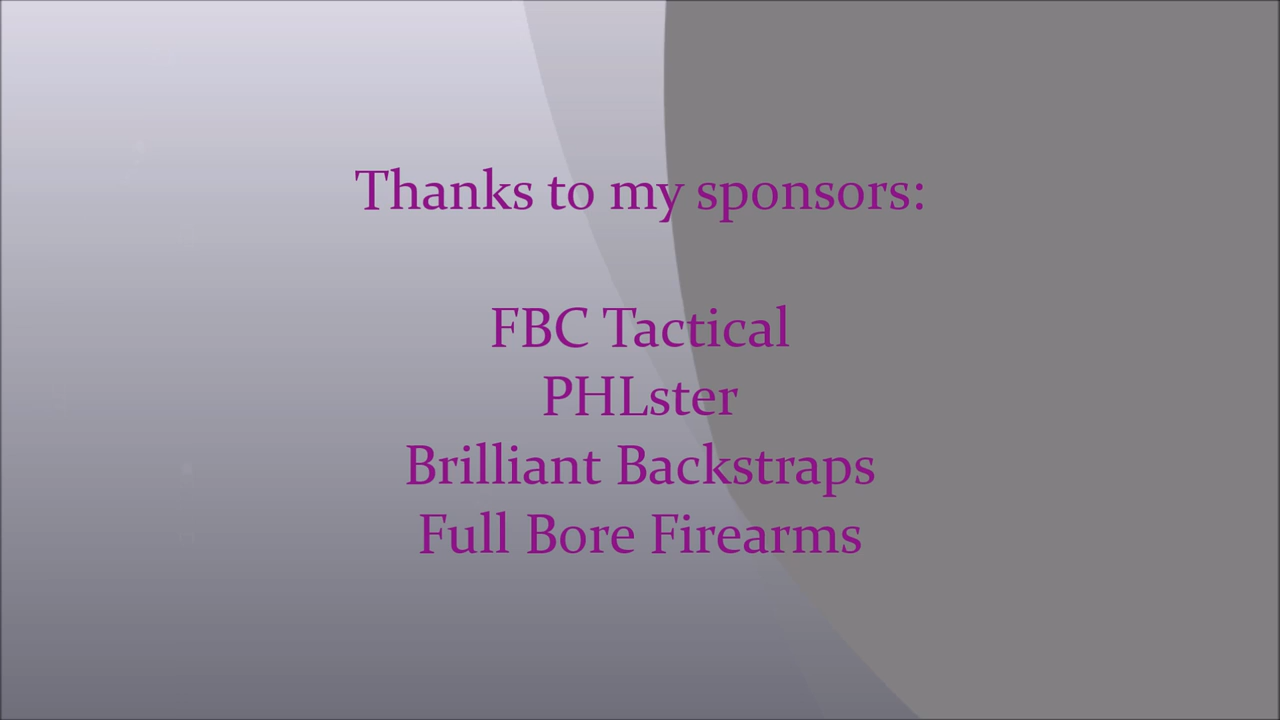 Thanks to my sponsors:
FBC Tactical
PHLster
Brilliant Backstraps
Full Bore Firearms